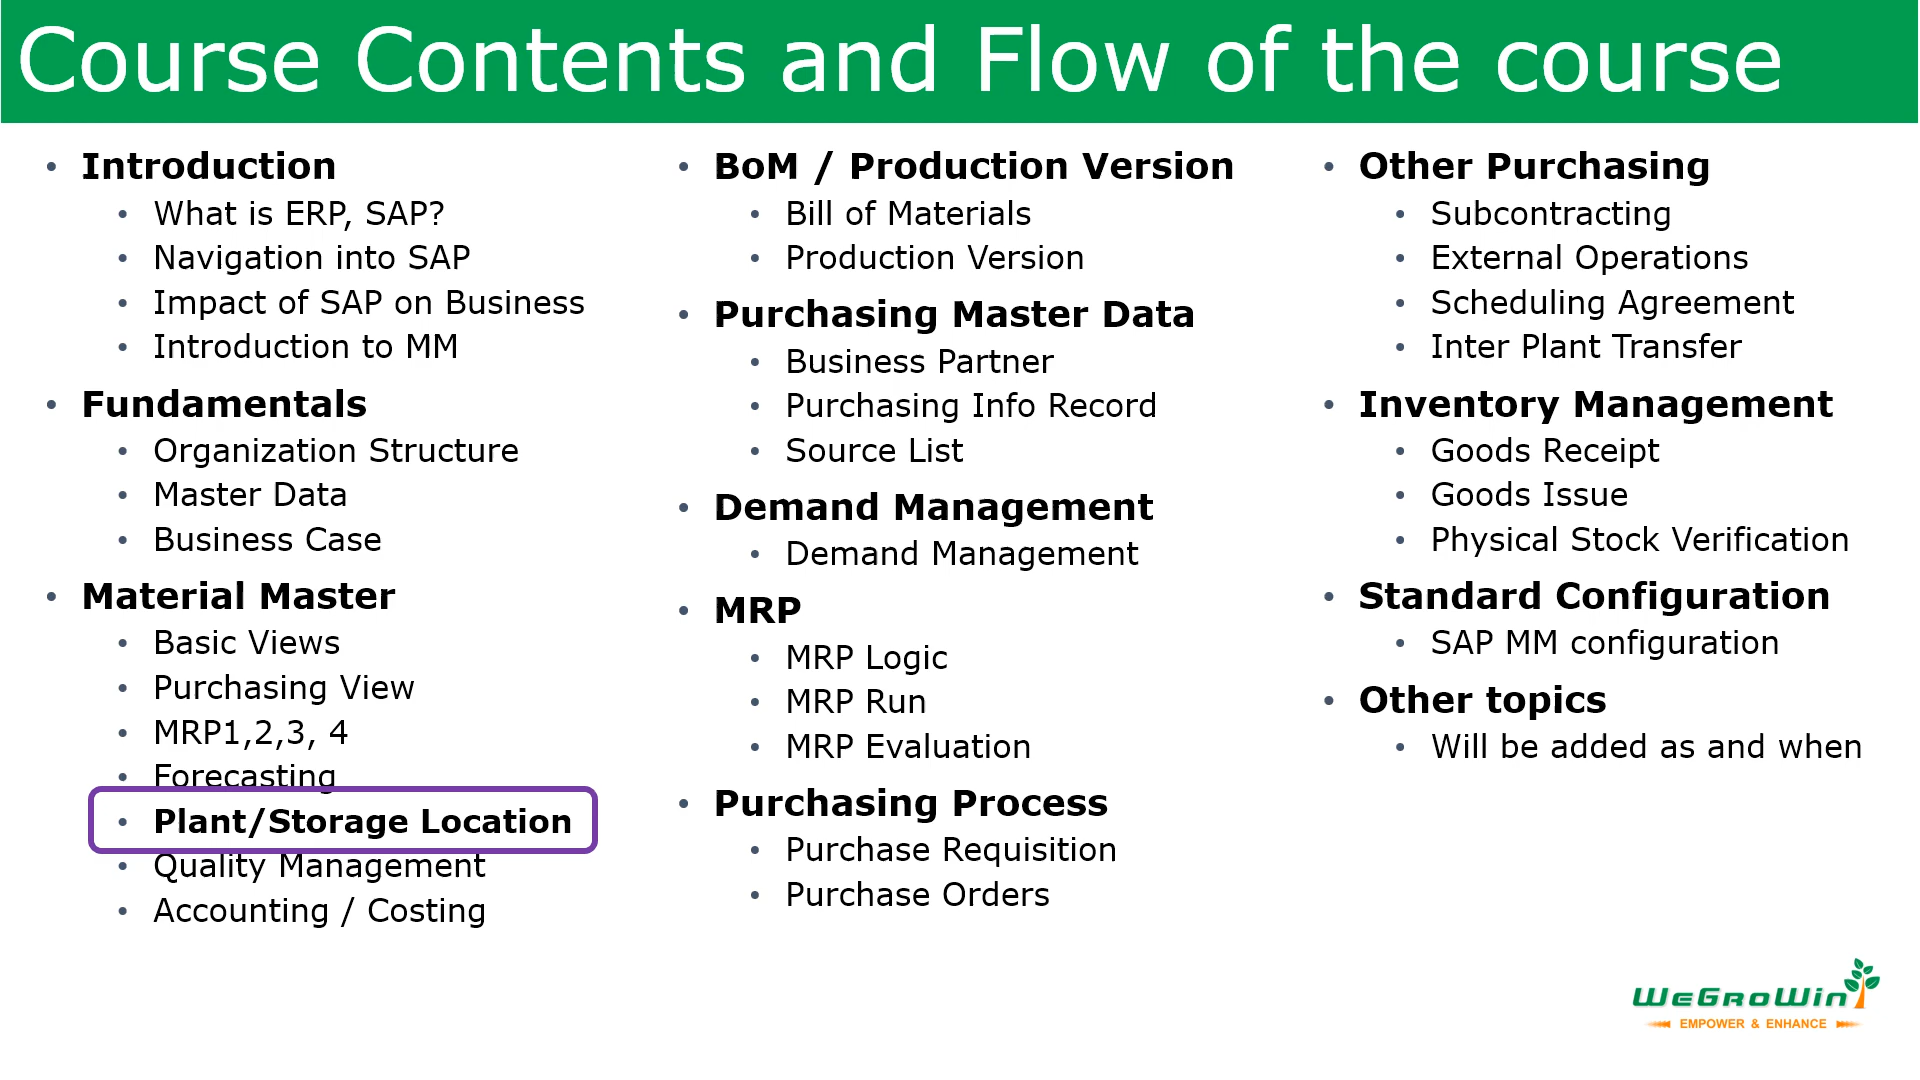 Course Contents and Flow of the course
• Introduction
• What is ERP, SAP?
• Navigation into SAP
• Impact of SAP on Business
• Introduction to MM
• Fundamentals
• Organization Structure
• Master Data
• Business Case
• Material Master
• Basic Views
• Purchasing View
• MRP1,2,3, 4
• Forecasting
• Plant/Storage Location
• Quality Management
• Accounting / Costing
• BoM / Production Version
• Bill of Materials
• Production Version
• Purchasing Master Data
• Business Partner
• Purchasing Info Record
• Source List
• Demand Management
• Demand Management
• MRP
• MRP Logic
• MRP Run
• MRP Evaluation
• Purchasing Process
• Purchase Requisition
• Purchase Orders
• Other Purchasing
• Subcontracting
• External Operations
• Scheduling Agreement
• Inter Plant Transfer
• Inventory Management
• Goods Receipt
• Goods Issue
• Physical Stock Verification
• Standard Configuration
• SAP MM configuration
• Other topics
• Will be added as and when
WeGroWin
EMPOWER & ENHANCE